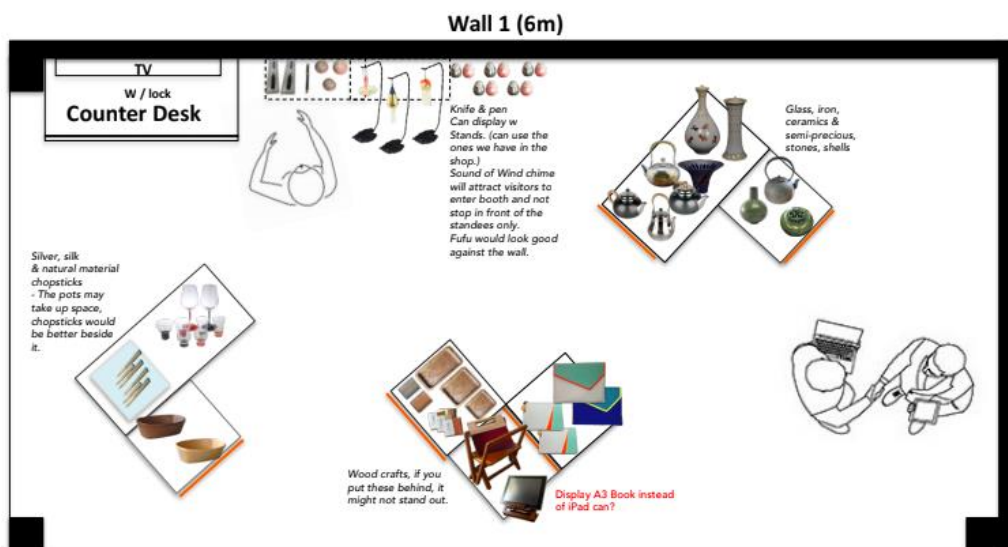 Wall 1 (6m)
TV
W / lock
Counter Desk
Knife & pen
Can display w
Stands. (can use the
ones we have in the
shop.)
Sound of Wind chime
will attract visitors to
enter booth and not
stop in front of the
standees only.
Fufu would look good
against the wall.
Glass, iron,
ceramics &
semi-precious,
stones, shells
Silver, silk
& natural material
chopsticks
- The pots may
take up space,
chopsticks would
be better beside
it.
Wood crafts, if you
put these behind, it
might not stand out.
Display A3 Book instead
of iPad can?